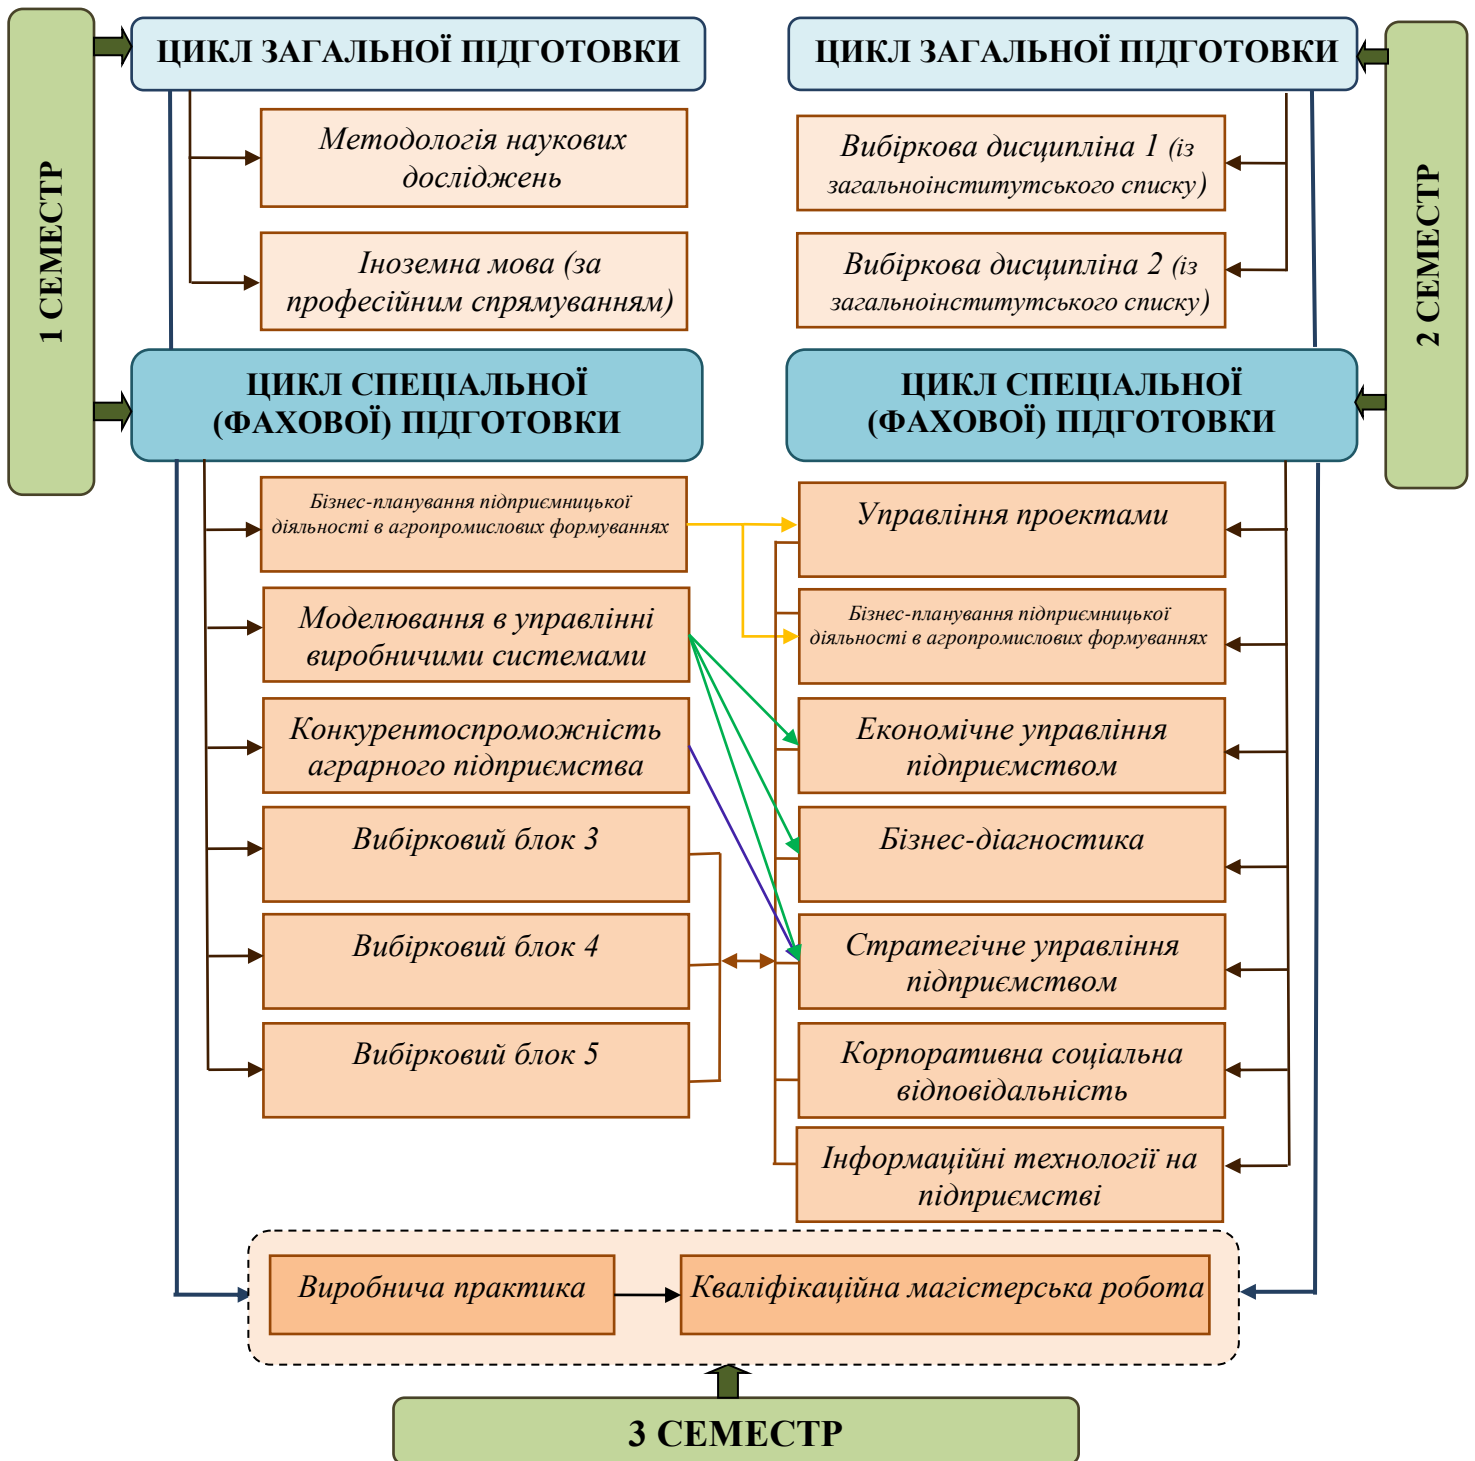 1 СЕМЕСТР
ЦИКЛ ЗАГАЛЬНОЇ ПІДГОТОВКИ
Методологія наукових
досліджень
Іноземна мова (за
професійним спрямуванням)
ЦИКЛ СПЕЦІАЛЬНОЇ
(ФАХОВОЇ) ПІДГОТОВКИ
Бізнес-планування підприємницької
діяльності в агропромислових формуваннях
Моделювання в управлінні
виробничими системами
Конкурентоспроможність
аграрного підприємства
Вибірковий блок 3
Вибірковий блок 4
Вибірковий блок 5
2 СЕМЕСТР
ЦИКЛ ЗАГАЛЬНОЇ ПІДГОТОВКИ
Вибіркова дисципліна 1 (із
загальноінститутського списку)
Вибіркова дисципліна 2 (із
загальноінститутського списку)
ЦИКЛ СПЕЦІАЛЬНОЇ
(ФАХОВОЇ) ПІДГОТОВКИ
Управління проектами
Бізнес-планування підприємницької
діяльності в агропромислових формуваннях
Економічне управління
підприємством
Бізнес-діагностика
Стратегічне управління
підприємством
Корпоративна соціальна
відповідальність
Інформаційні технології на
підприємстві
Виробнича практика
Кваліфікаційна магістерська робота
3 СЕМЕСТР